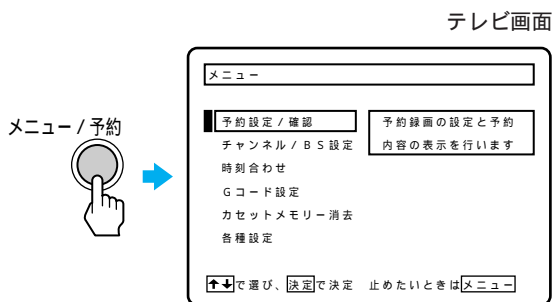 テレビ画面
メニュー
メニュー / 予約
予約設定 / 確認
予約録画の設定と予約
内容の表示を行います
チャンネル / BS設定
時刻合わせ
Gコード設定
カセットメモリー消去
各種設定
↑↓で選び、決定で決定 止めたいときはメニュー